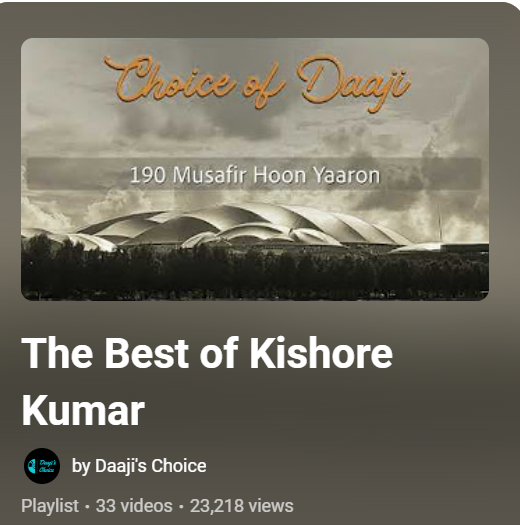 Choice of Daaji
190 Musafir Hoon Yaaron
The Best of Kishore
Kumar
Daaji's
Choice
by Daaji's Choice
Playlist • 33 videos • 23,218 views